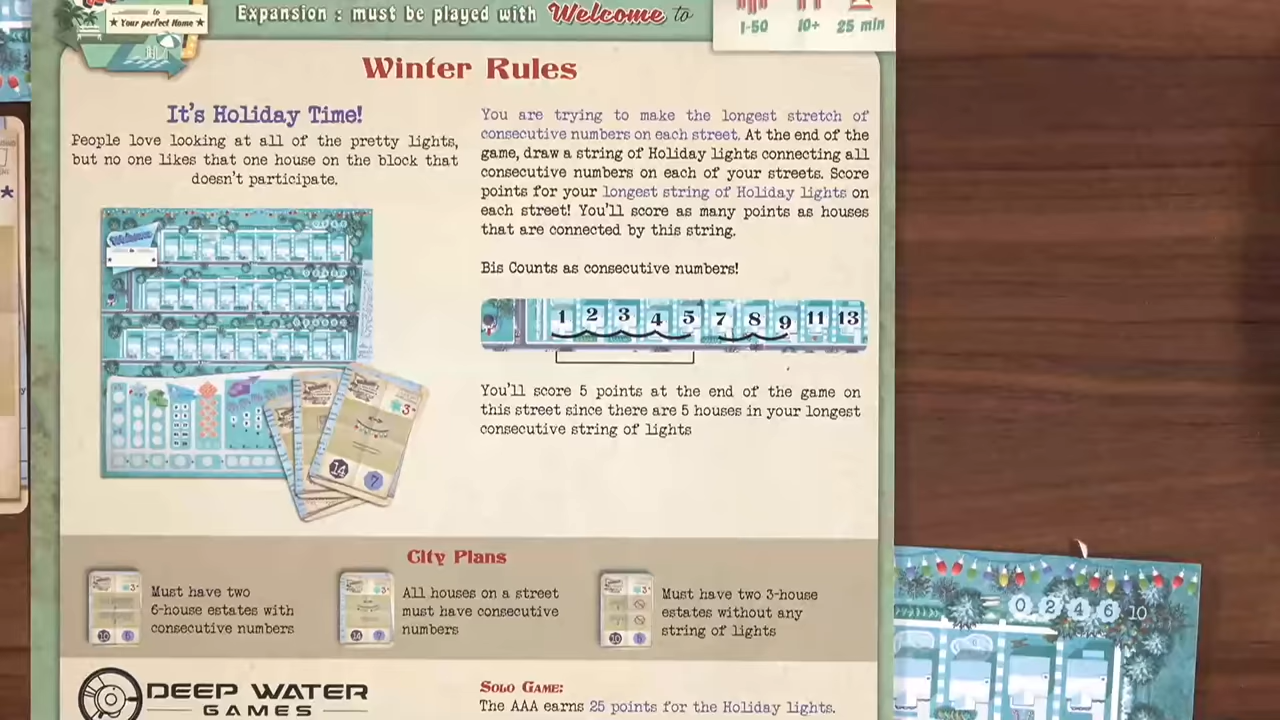 to
Your perfect Home
Expansion : must be played with Welcome to
1-50 10+ 25 min
Winter Rules
It's Holiday Time!
People love looking at all of the pretty lights,
but no one likes that one house on the block that
doesn't participate.
3*
14 7
You are trying to make the longest stretch of
consecutive numbers on each street. At the end of the
game, draw a string of Holiday lights connecting all
consecutive numbers on each of your streets. Score
points for your longest string of Holiday lights on
each street! You'll score as many points as houses
that are connected by this string.
Bis Counts as consecutive numbers!
1 2 3 4 5 7 8 9 11 13
You'll score 5 points at the end of the game on
this street since there are 5 houses in your longest
consecutive string of lights
City Plans
Must have two
6-house estates with
consecutive numbers
All houses on a street
must have consecutive
numbers
Must have two 3-house
estates without any
string of lights
DEEP WATER
GAMES
Solo Game:
The AAA earns 25 points for the Holiday lights.
0 2 4 6 10